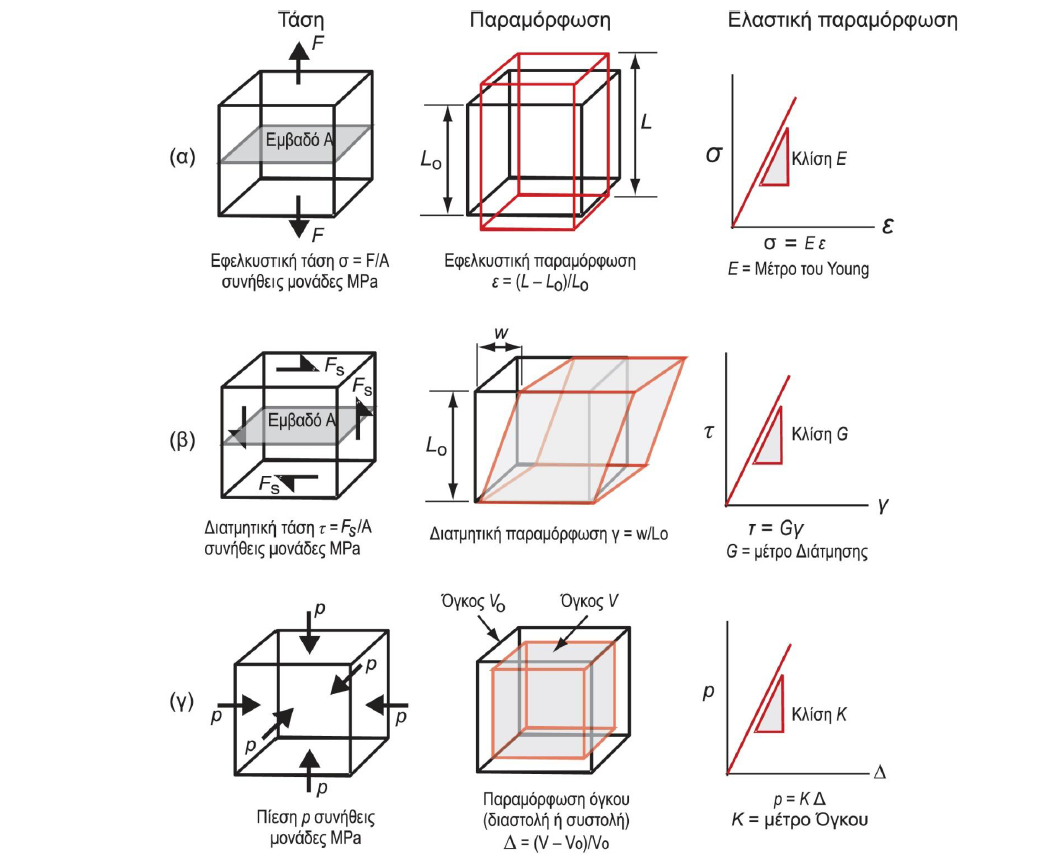 Τάση
Παραμόρφωση
Ελαστική παραμόρφωση
(α)
F
Εμβαδό A
F
Εφελκυστική τάση σ = F/A
συνήθεις μονάδες MPa
Lo
L
Εφελκυστική παραμόρφωση
ε = (L – Lo)/Lo
σ
Κλίση E
ε
σ = E ε
E = Μέτρο του Young
(β)
Fs
Fs
Εμβαδό A
Fs
Διατμητική τάση τ = Fs/A
συνήθεις μονάδες MPa
w
Lo
Διατμητική παραμόρφωση γ = w/Lo
τ
Κλίση G
γ
τ = Gγ
G = μέτρο Διάτμησης
(γ)
p
p
p
p
p
p
Πίεση p συνήθεις
μονάδες MPa
Όγκος Vo
Όγκος V
Παραμόρφωση όγκου
(διαστολή ή συστολή)
Δ = (V – Vo)/Vo
p
Κλίση K
Δ
p = K Δ
K = μέτρο Όγκου